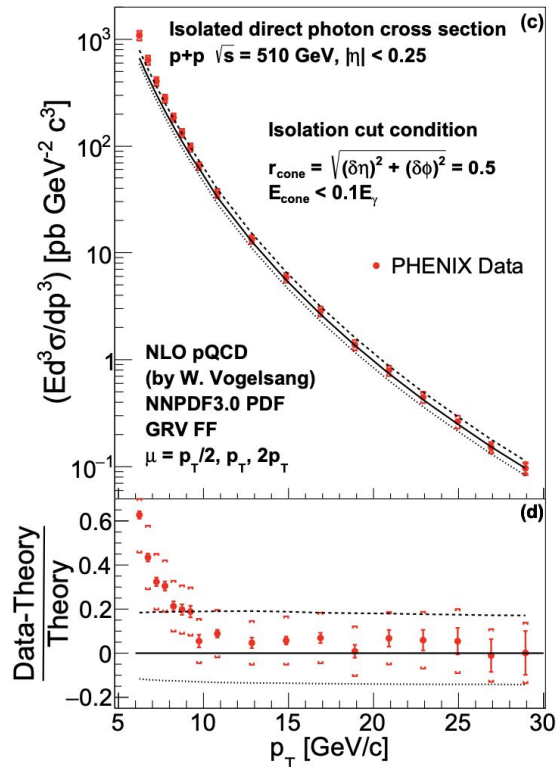 (c)
Isolated direct photon cross section
p+p √s = 510 GeV, |η| < 0.25
Isolation cut condition
r_cone = √(δη)² + (δϕ)² = 0.5
E_cone < 0.1E_γ
PHENIX Data
NLO pQCD
(by W. Vogelsang)
NNPDF3.0 PDF
GRV FF
μ = p_T/2, p_T, 2p_T
(Ed³σ/dp³) [pb GeV⁻² c³]
10³
10²
10
1
10⁻¹
(d)
Data-Theory
Theory
0.6
0.4
0.2
0
−0.2
5 10 15 20 25 30
p_T [GeV/c]